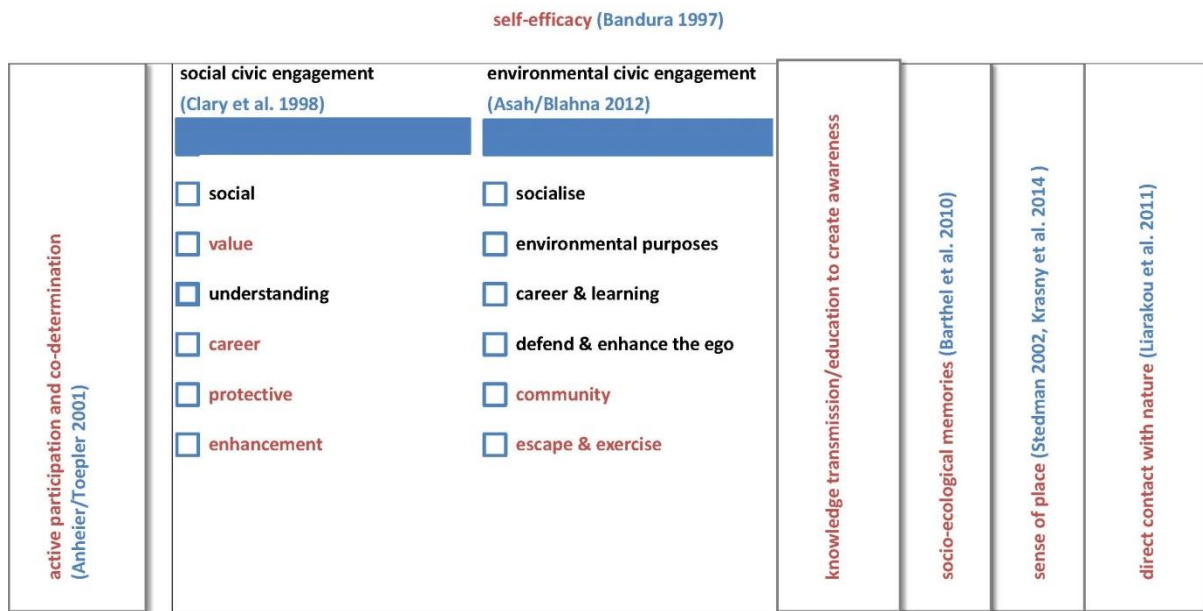 self-efficacy (Bandura 1997)
active participation and co-determination
(Anheier/Toepler 2001)
social civic engagement
(Clary et al. 1998)
social
value
understanding
career
protective
enhancement
environmental civic engagement
(Asah/Blahna 2012)
socialise
environmental purposes
career & learning
defend & enhance the ego
community
escape & exercise
knowledge transmission/education to create awareness
socio-ecological memories (Barthel et al. 2010)
sense of place (Stedman 2002, Krasny et al. 2014 )
direct contact with nature (Liarakou et al. 2011)